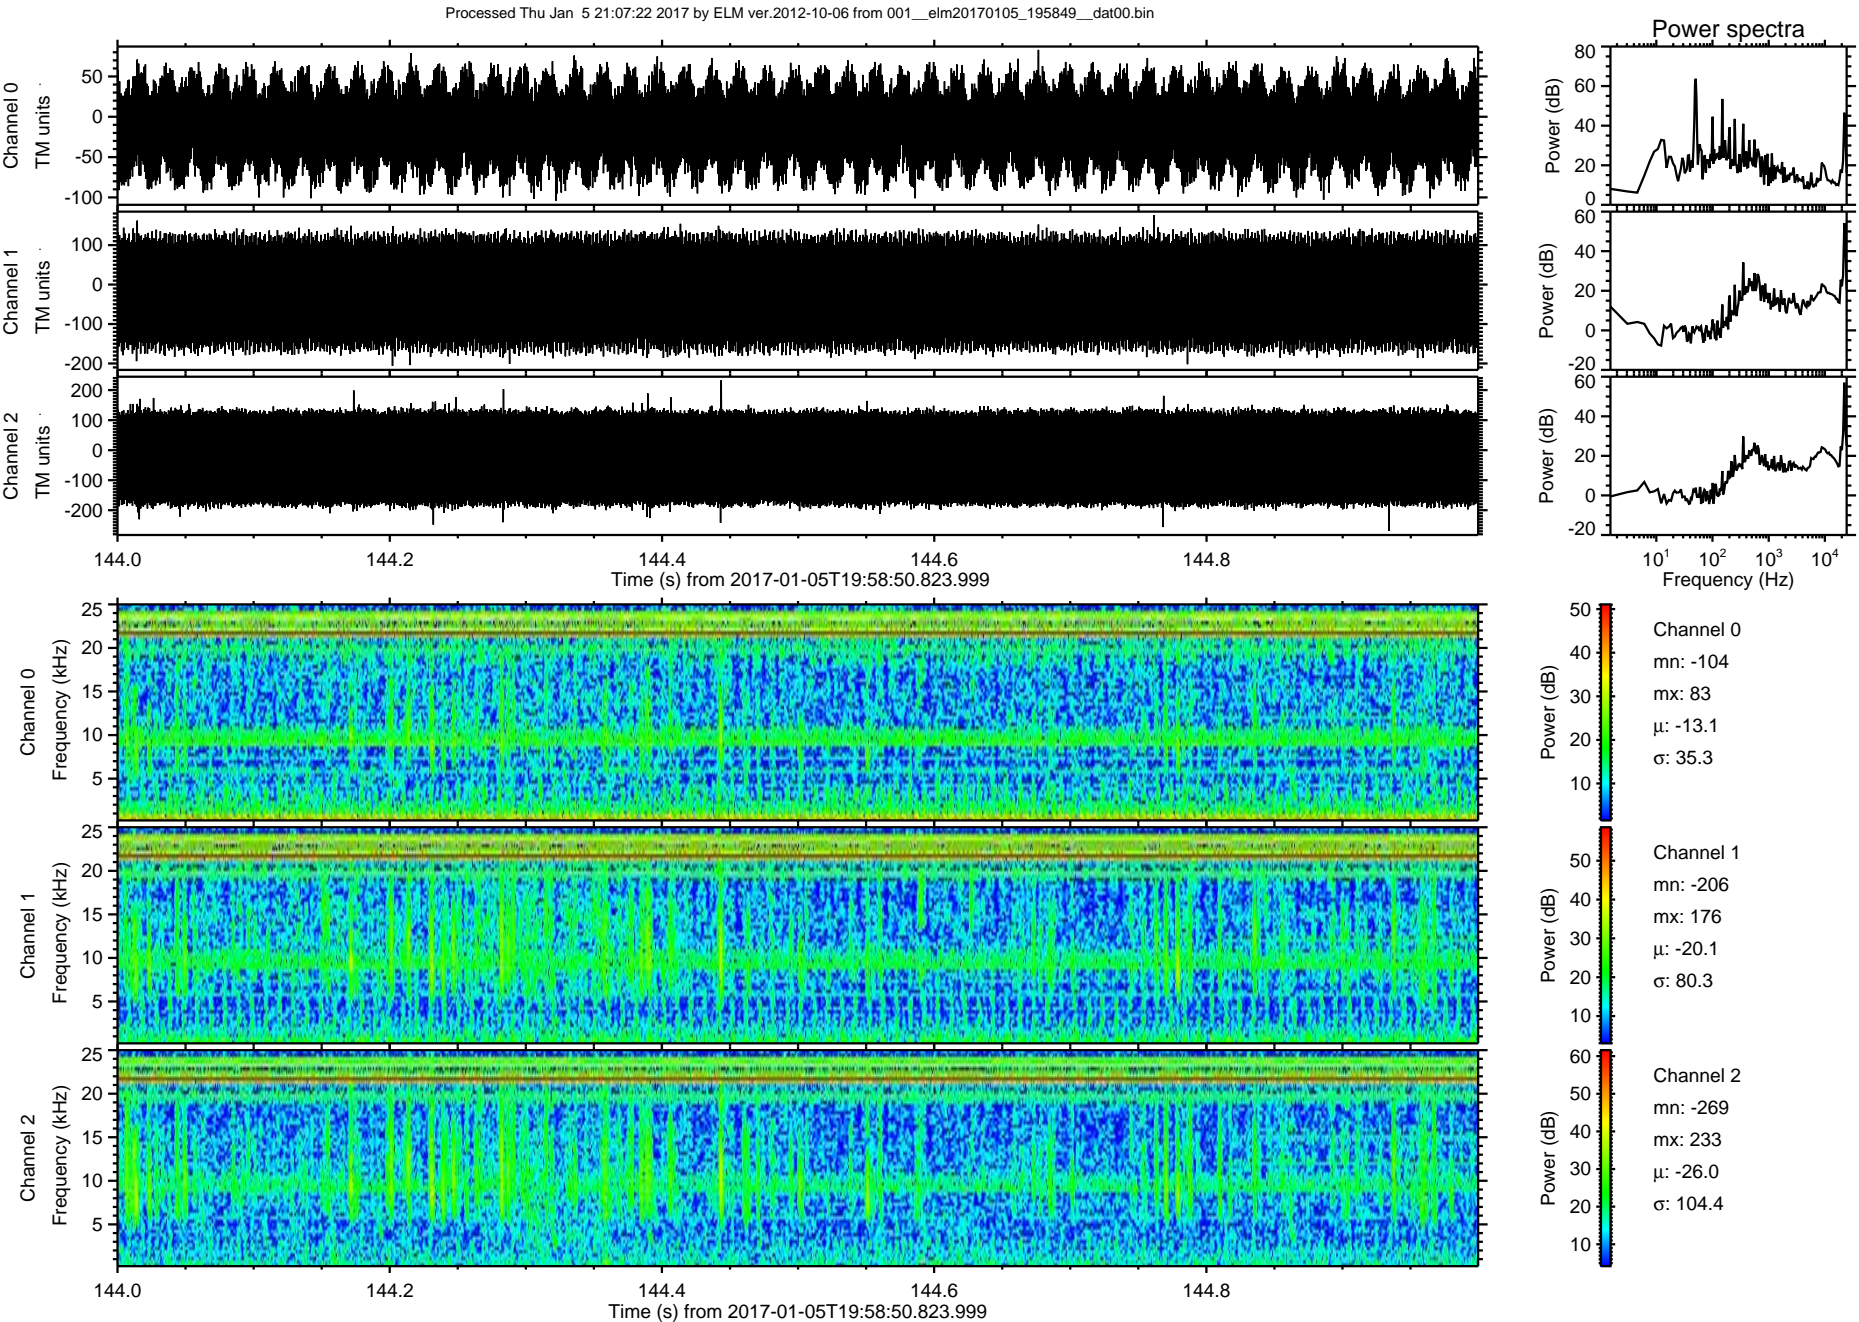 Processed Thu Jan  5 21:07:22 2017 by ELM ver.2012-10-06 from 001__elm20170105_195849__dat00.bin
Power spectra
Channel 0
TM units
50
0
-50
-100
Power (dB)
80
60
40
20
0
Channel 1
TM units
100
0
-100
-200
Power (dB)
60
40
20
0
-20
Channel 2
TM units
200
100
0
-100
-200
Power (dB)
60
40
20
0
-20
144.0 144.2 144.4 144.6 144.8
Time (s) from 2017-01-05T19:58:50.823.999
10¹ 10² 10³ 10⁴
Frequency (Hz)
Channel 0
Frequency (kHz)
25
20
15
10
5
Power (dB)
50
40
30
20
10
Channel 0
mn: -104
mx: 83
µ: -13.1
σ: 35.3
Channel 1
Frequency (kHz)
25
20
15
10
5
Power (dB)
50
40
30
20
10
Channel 1
mn: -206
mx: 176
µ: -20.1
σ: 80.3
Channel 2
Frequency (kHz)
25
20
15
10
5
Power (dB)
60
50
40
30
20
10
Channel 2
mn: -269
mx: 233
µ: -26.0
σ: 104.4
144.0 144.2 144.4 144.6 144.8
Time (s) from 2017-01-05T19:58:50.823.999